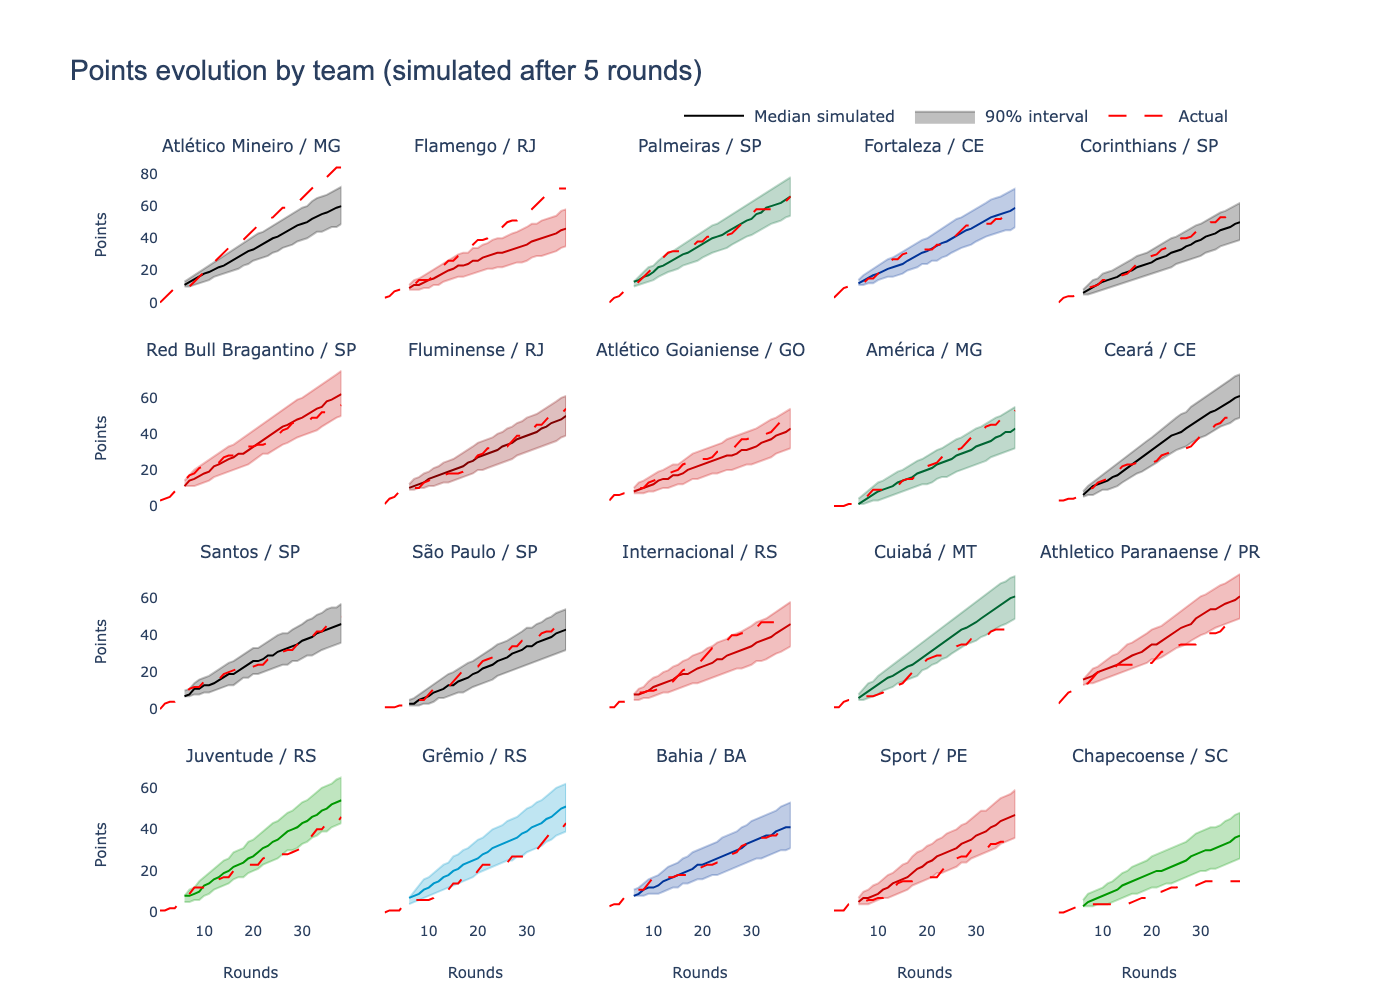 Points evolution by team (simulated after 5 rounds)
Median simulated 90% interval Actual
Atlético Mineiro / MG Flamengo / RJ Palmeiras / SP Fortaleza / CE Corinthians / SP
80
60
40
20
0
Points
Red Bull Bragantino / SP Fluminense / RJ Atlético Goianiense / GO América / MG Ceará / CE
60
40
20
0
Points
Santos / SP São Paulo / SP Internacional / RS Cuiabá / MT Athletico Paranaense / PR
60
40
20
0
Points
Juventude / RS Grêmio / RS Bahia / BA Sport / PE Chapecoense / SC
60
40
20
0
Points
10 20 30 10 20 30 10 20 30 10 20 30 10 20 30
Rounds Rounds Rounds Rounds Rounds